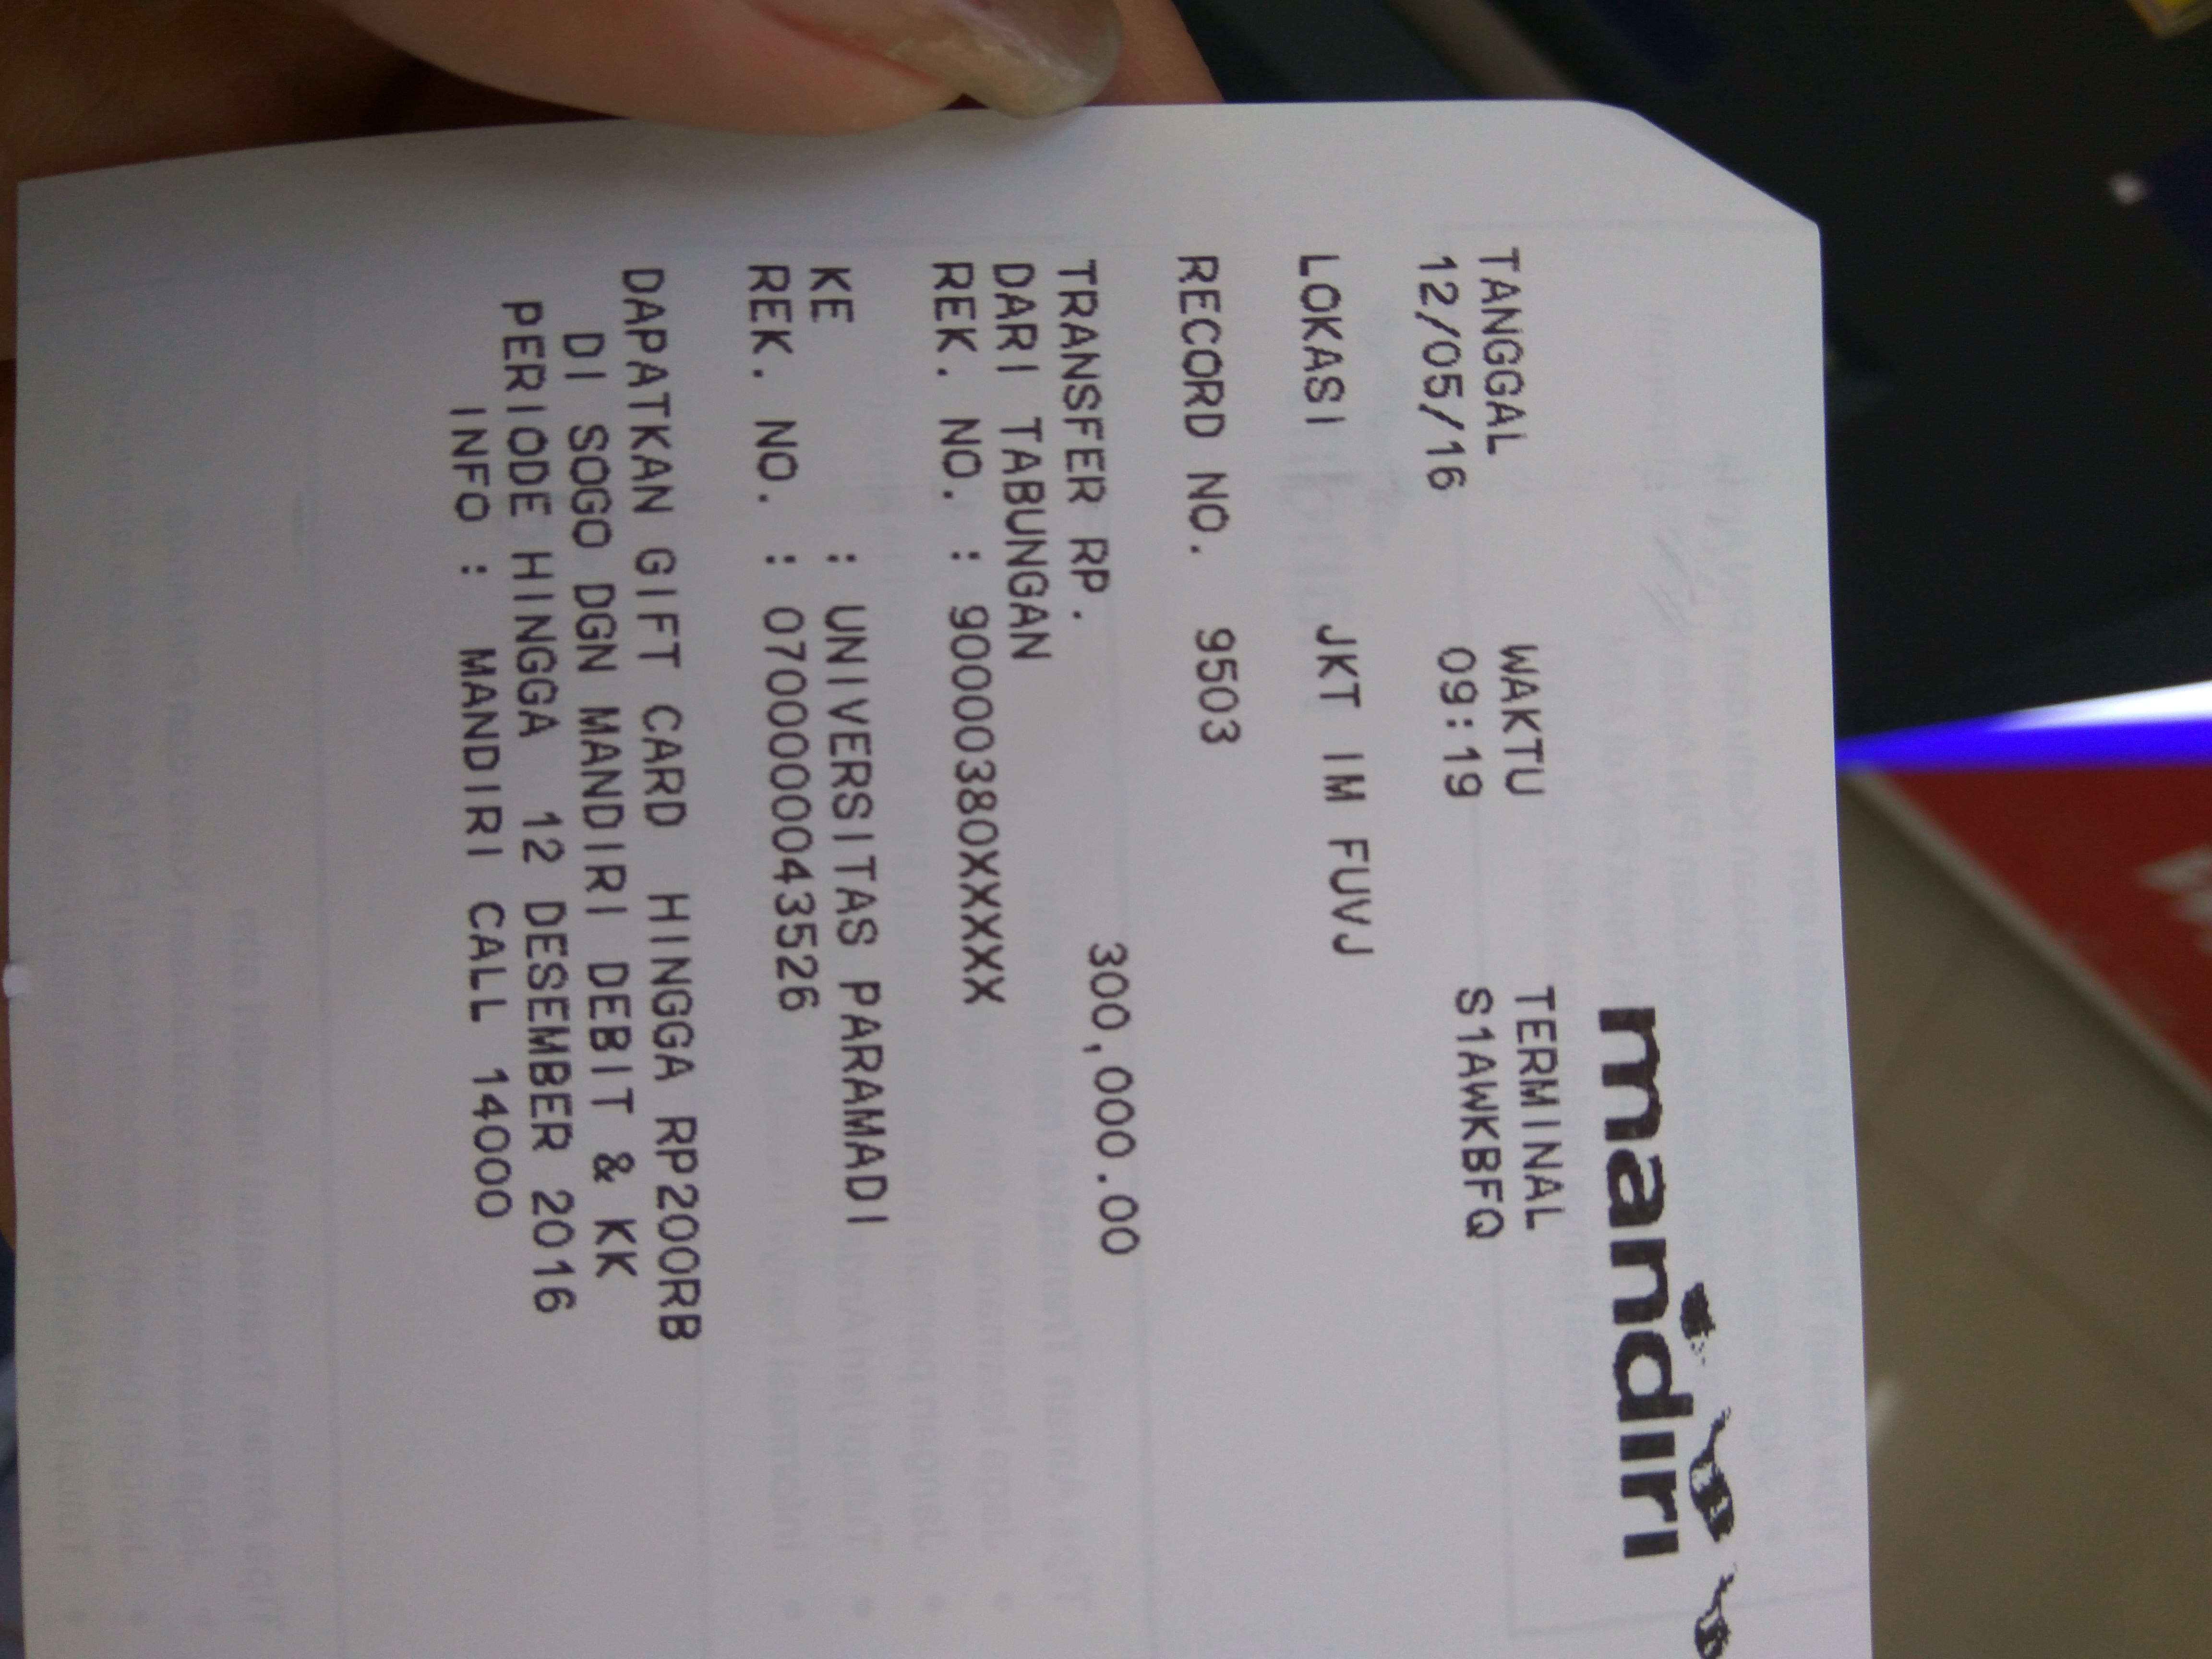 mandiri
TANGGAL WAKTU TERMINAL
12/05/16 09:19 S1AWKBFQ
LOKASI JKT IM FUVJ
RECORD NO. 9503
TRANSFER RP. 300,000.00
DARI TABUNGAN
REK. NO. : 900000380XXXXX
KE : UNIVERSITAS PARAMADI
REK. NO. : 0700000043526
DAPATKAN GIFT CARD HINGGA RP200RB
DI SOGO DGN MANDIRI DEBIT & KK
PERIODE HINGGA 12 DESEMBER 2016
INFO : MANDIRI CALL 14000